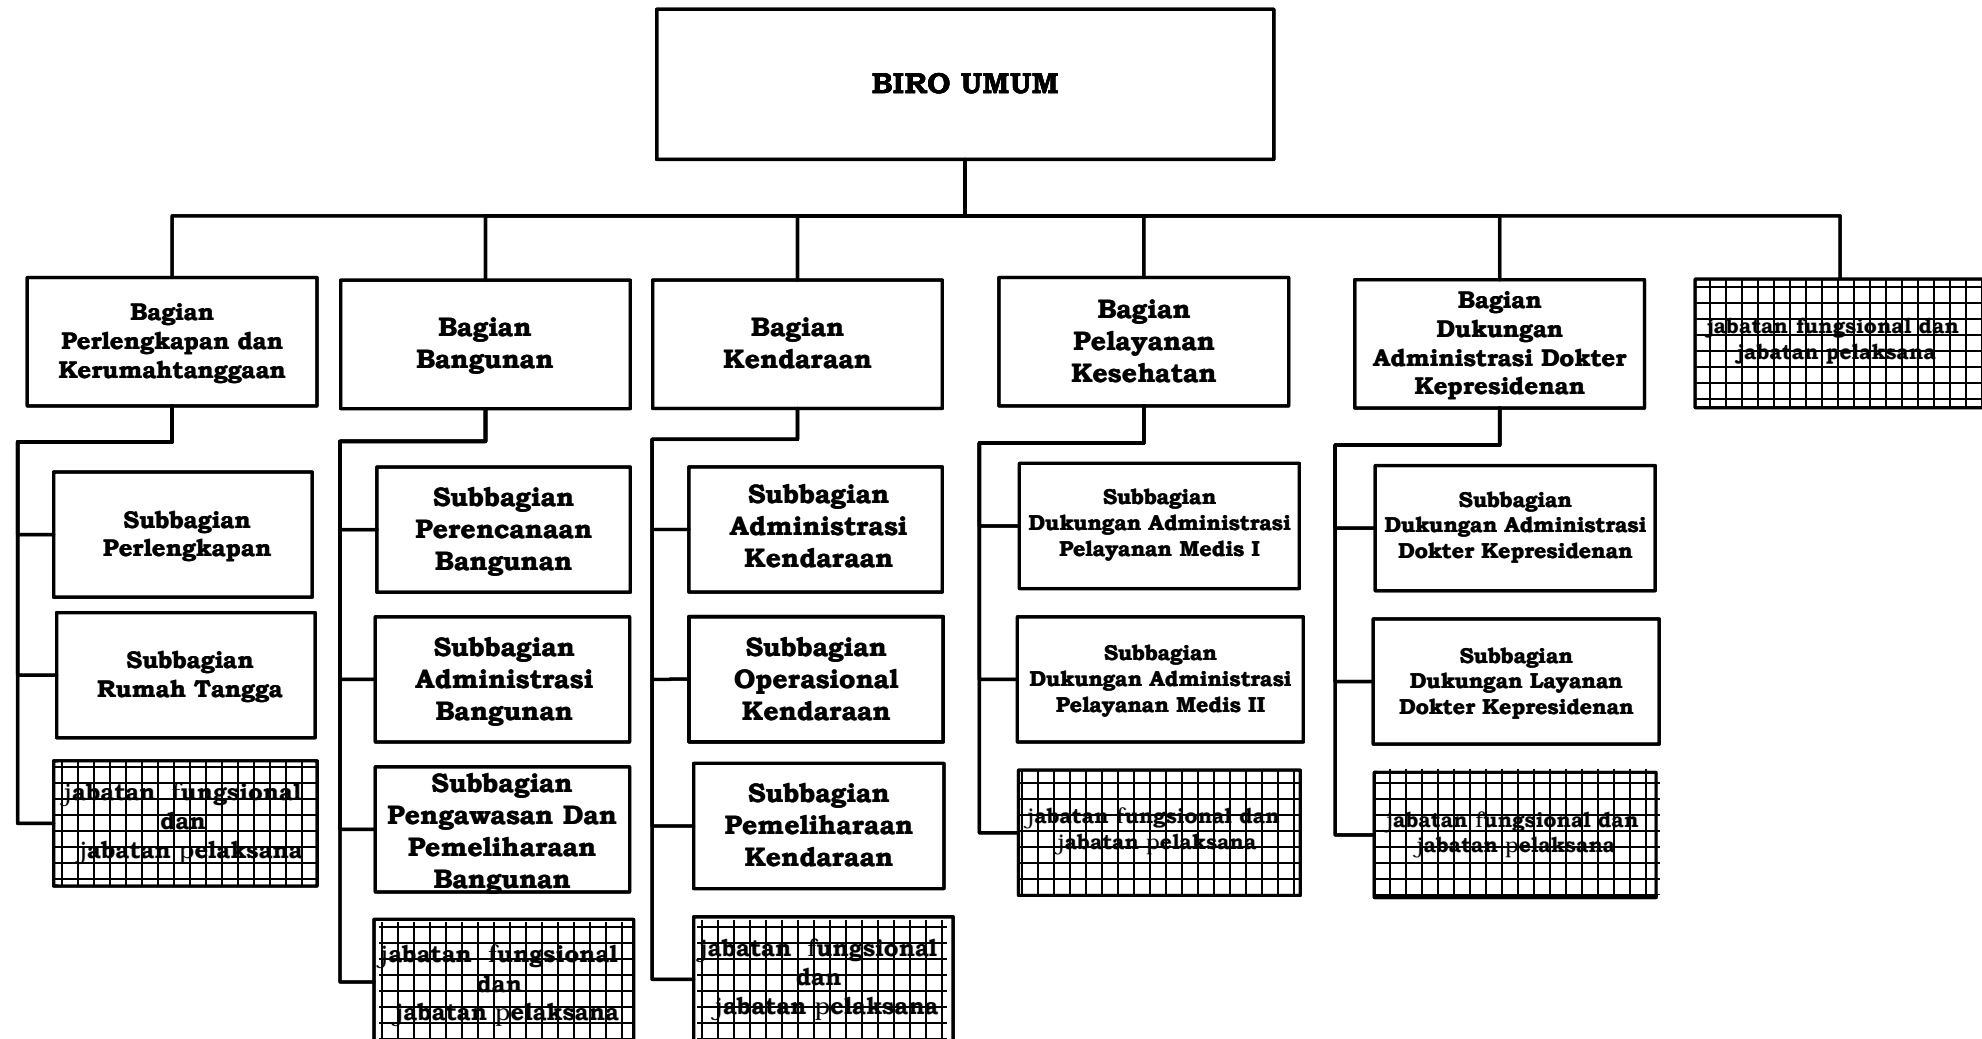 BIRO UMUM
Bagian
Perlengkapan dan
Kerumahtanggaan
Bagian
Bangunan
Bagian
Kendaraan
Bagian
Pelayanan
Kesehatan
Bagian
Dukungan
Administrasi Dokter
Kepresidenan
jabatan fungsional dan
jabatan pelaksana
Subbagian
Perlengkapan
Subbagian
Rumah Tangga
jabatan fungsional
dan
jabatan pelaksana
Subbagian
Perencanaan
Bangunan
Subbagian
Administrasi
Bangunan
Subbagian
Pengawasan Dan
Pemeliharaan
Bangunan
jabatan fungsional
dan
jabatan pelaksana
Subbagian
Administrasi
Kendaraan
Subbagian
Operasional
Kendaraan
Subbagian
Pemeliharaan
Kendaraan
jabatan fungsional
dan
jabatan pelaksana
Subbagian
Dukungan Administrasi
Pelayanan Medis I
Subbagian
Dukungan Administrasi
Pelayanan Medis II
jabatan fungsional dan
jabatan pelaksana
Subbagian
Dukungan Administrasi
Dokter Kepresidenan
Subbagian
Dukungan Layanan
Dokter Kepresidenan
jabatan fungsional dan
jabatan pelaksana